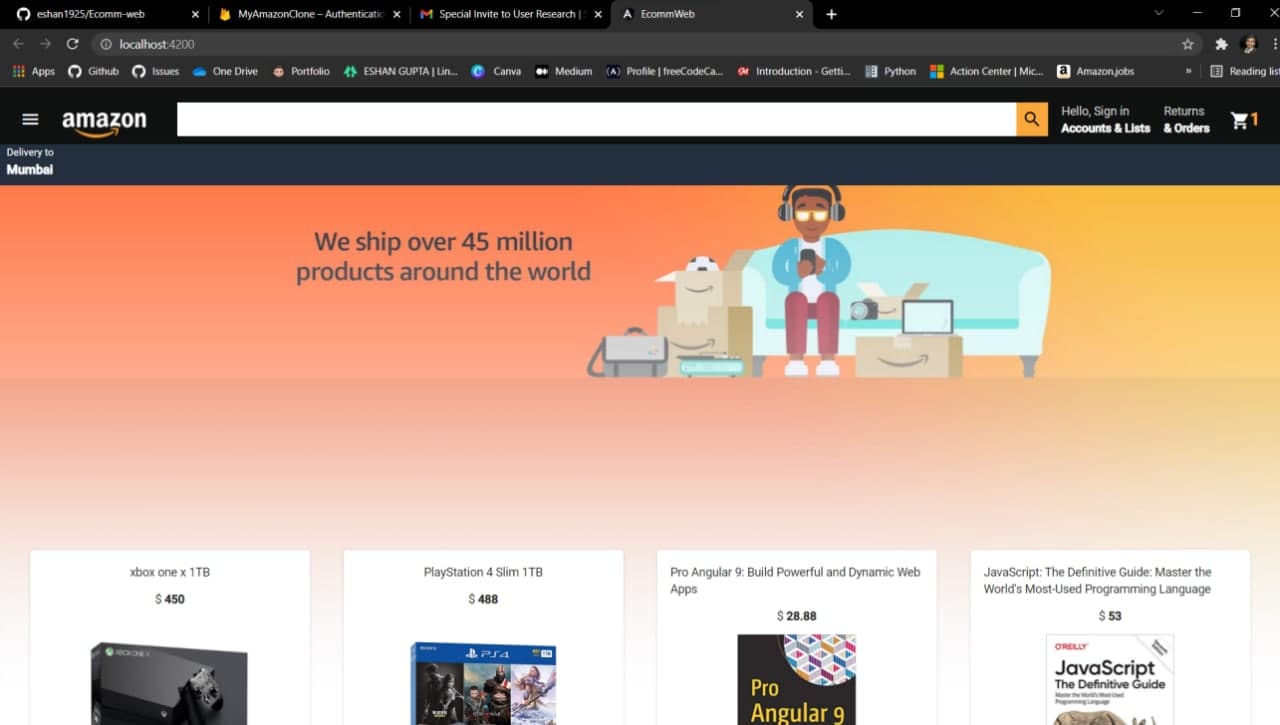 eshan1925/Ecomm-web
MyAmazonClone – Authenticatio
Special Invite to User Research |
EcommWeb
localhost:4200
Apps
Github
Issues
One Drive
Portfolio
ESHAN GUPTA | Lin...
Canva
Medium
Profile | freeCodeCa...
Introduction - Getti...
Python
Action Center | Mic...
Amazon.jobs
»
Reading list
amazon
Hello, Sign in
Accounts & Lists
Returns
& Orders
1
Delivery to
Mumbai
We ship over 45 million
products around the world
xbox one x 1TB
$ 450
XBOX ONE X
PlayStation 4 Slim 1TB
$ 488
SONY
PS4
1TB
Pro Angular 9: Build Powerful and Dynamic Web
Apps
$ 28.88
Pro
Angular 9
JavaScript: The Definitive Guide: Master the
World's Most-Used Programming Language
$ 53
O'REILLY
JavaScript
The Definitive Guide
Master the World's Most-Used
Programming Language